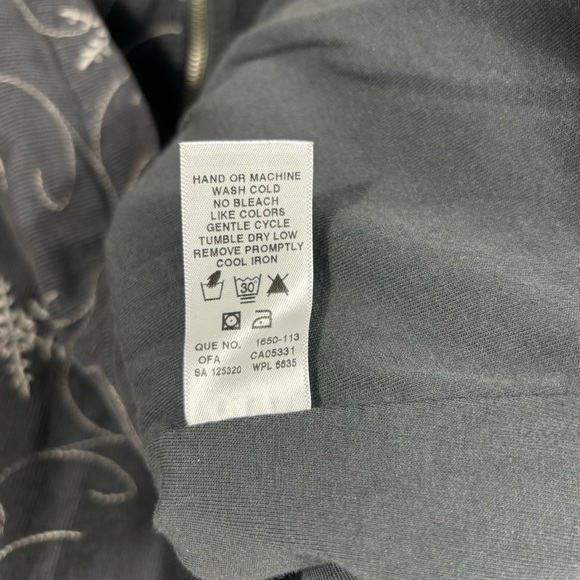 HAND OR MACHINE
WASH COLD
NO BLEACH
LIKE COLORS
GENTLE CYCLE
TUMBLE DRY LOW
REMOVE PROMPTLY
COOL IRON
30°
QUE NO. 1650-113
OFA CA05331
SA 125320 WPL 6635